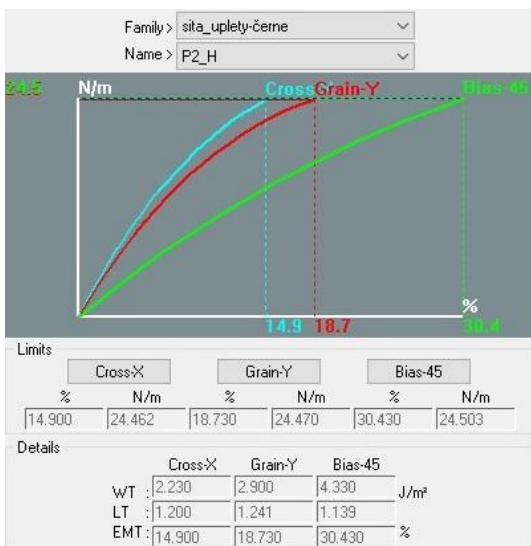 Family > sita_uplety-černe
Name > P2_H
24.5 N/m Cross Grain-Y Bias-45
%
14.9 18.7 30.4
Limits
Cross-X Grain-Y Bias-45
% N/m % N/m % N/m
14.900 24.462 18.730 24.470 30.430 24.503
Details
Cross-X Grain-Y Bias-45
WT : 2.230 2.900 4.330 J/m²
LT : 1.200 1.241 1.139
EMT : 14.900 18.730 30.430 %